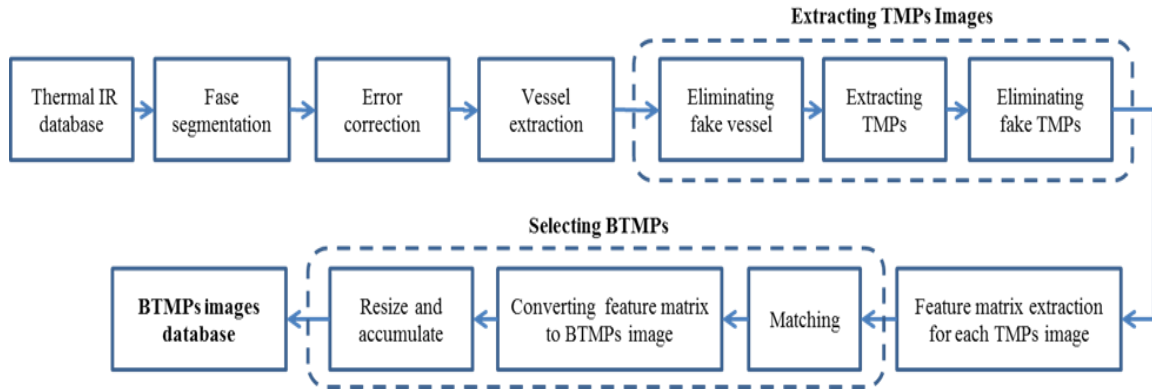 Extracting TMPs Images
Thermal IR
database
Fase
segmentation
Error
correction
Vessel
extraction
Eliminating
fake vessel
Extracting
TMPs
Eliminating
fake TMPs
Selecting BTMPs
BTMPs images
database
Resize and
accumulate
Converting feature matrix
to BTMPs image
Matching
Feature matrix extraction
for each TMPs image